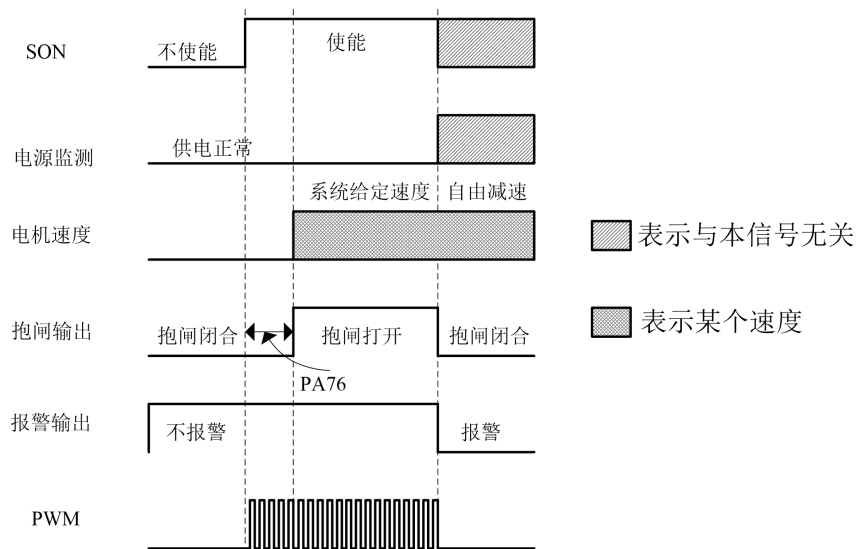 SON
不使能
使能
电源监测
供电正常
系统给定速度
自由减速
电机速度
表示与本信号无关
抱闸输出
抱闸闭合
抱闸打开
抱闸闭合
表示某个速度
PA76
报警输出
不报警
报警
PWM